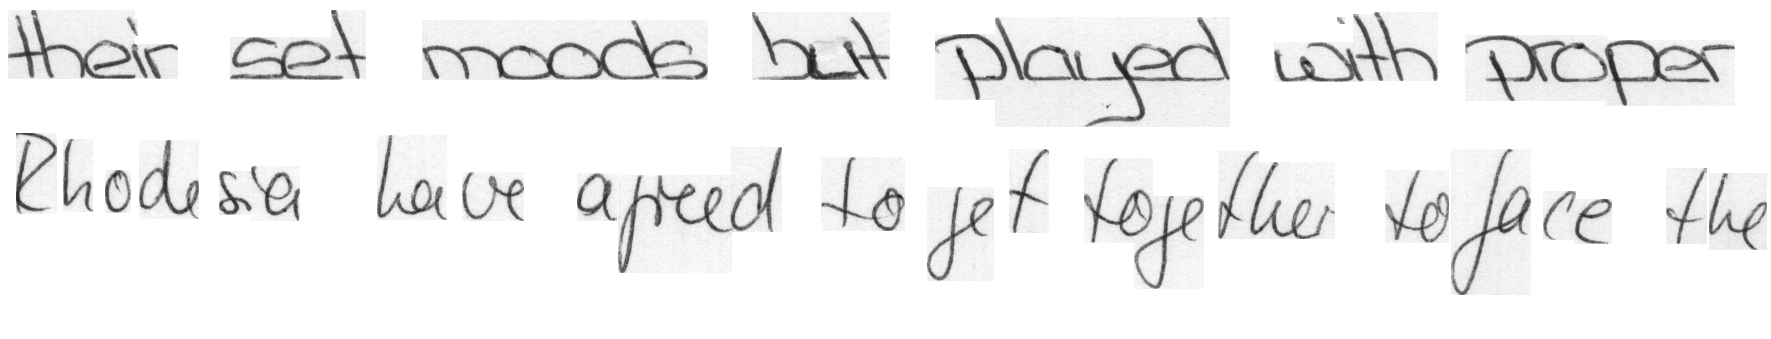 their set moods but played with proper
Rhodesia have agreed to get together to face the